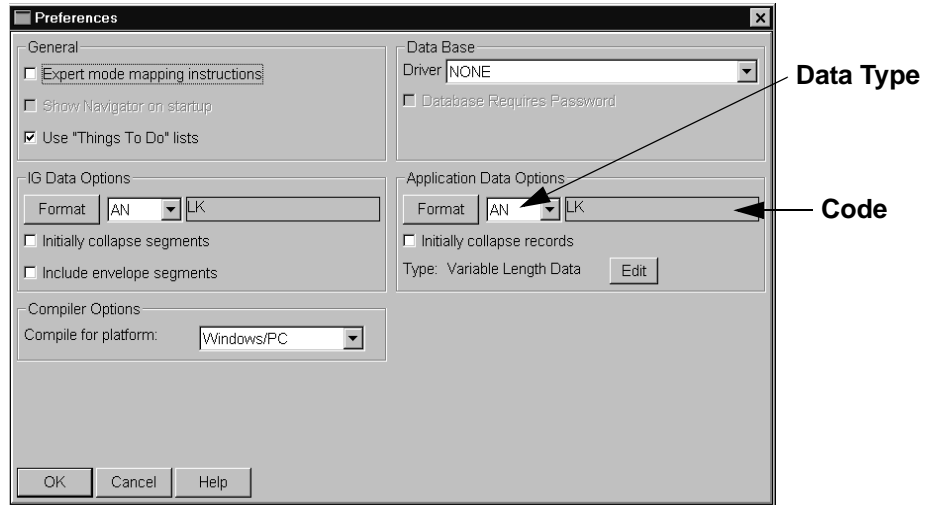 Preferences
General
Expert mode mapping instructions
Show Navigator on startup
Use "Things To Do" lists
Data Base
Driver NONE
Database Requires Password
Data Type
IG Data Options
Format AN LK
Initially collapse segments
Include envelope segments
Application Data Options
Format AN LK
Code
Initially collapse records
Type: Variable Length Data Edit
Compiler Options
Compile for platform: Windows/PC
OK Cancel Help